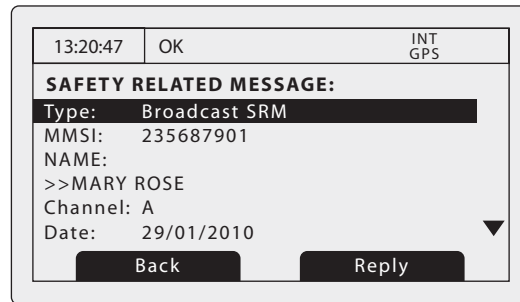 13:20:47 OK INT GPS
SAFETY RELATED MESSAGE:
Type: Broadcast SRM
MMSI: 235687901
NAME:
>>MARY ROSE
Channel: A
Date: 29/01/2010
Back Reply